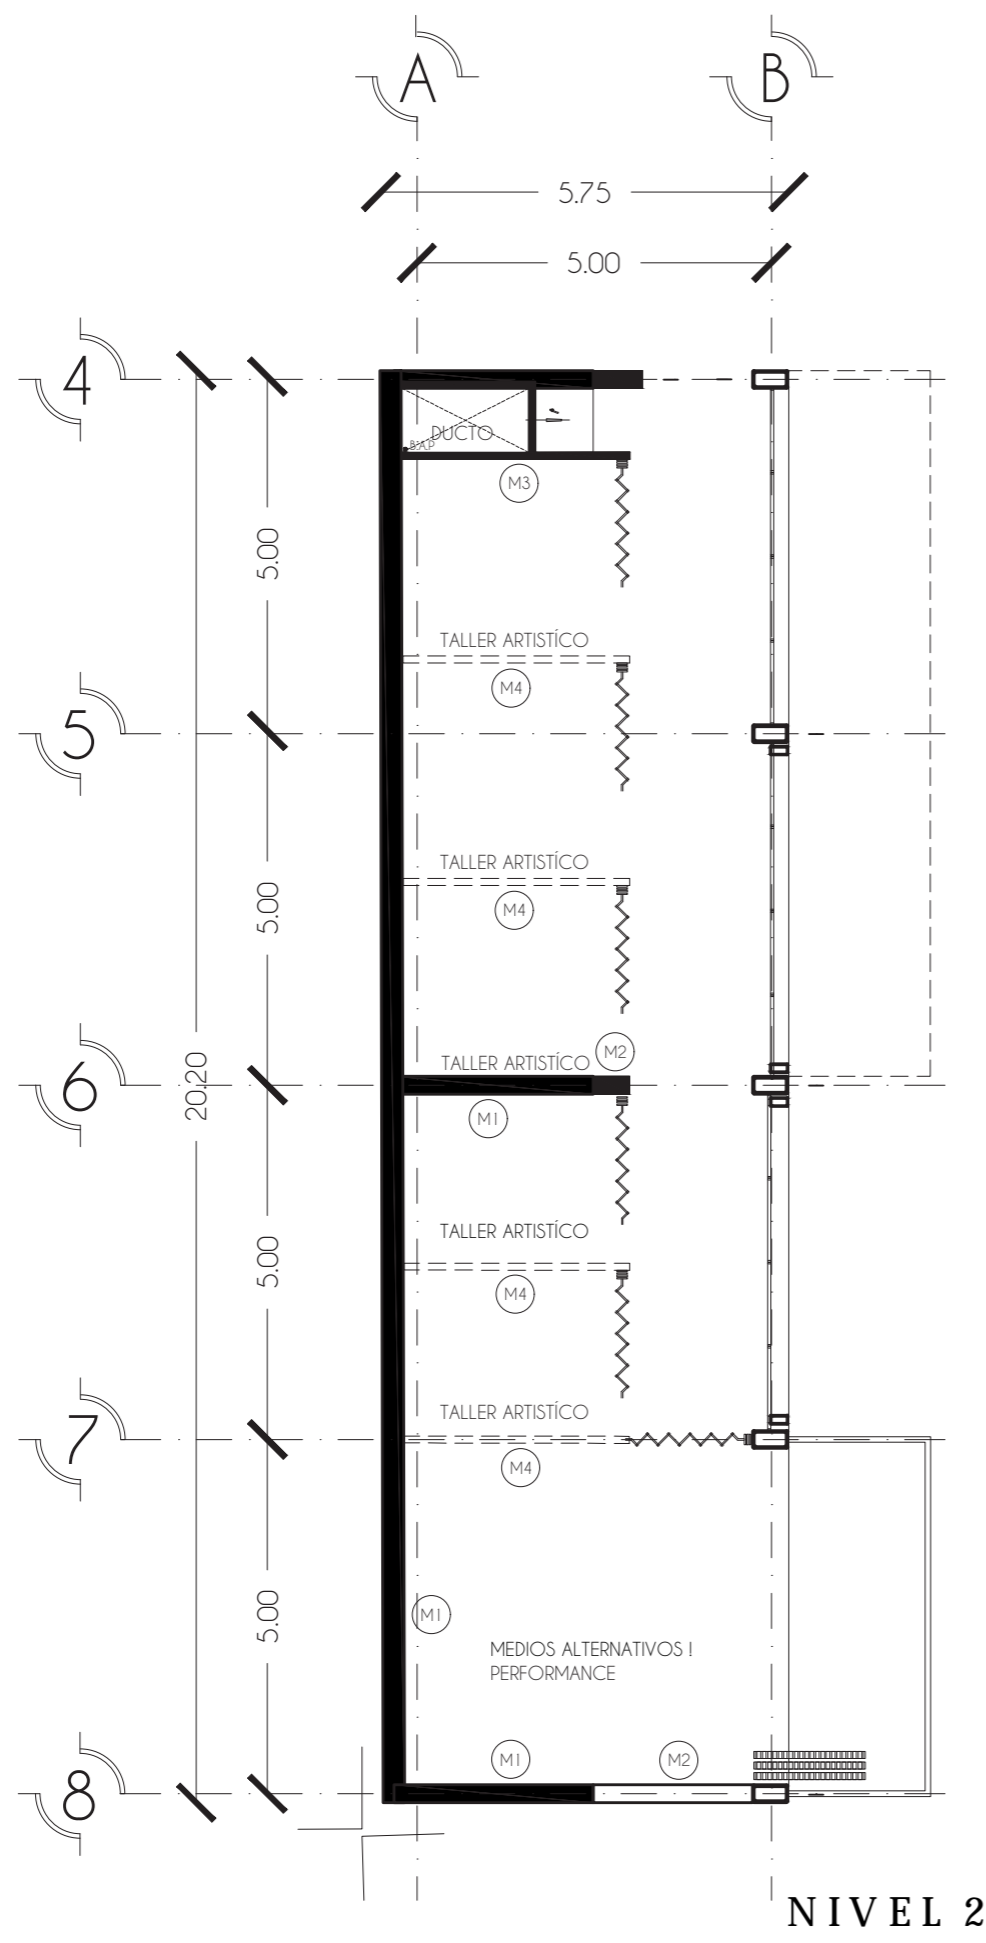 A
B
5.75
5.00
4
DUCTO
B.A.P
M3
5.00
TALLER ARTISTÍCO
M4
5
TALLER ARTISTÍCO
5.00
M4
M2
TALLER ARTISTÍCO
6
20.20
M1
TALLER ARTISTÍCO
5.00
M4
TALLER ARTISTÍCO
7
M4
M1
5.00
MEDIOS ALTERNATIVOS !
PERFORMANCE
M1
M2
8
NIVEL 2